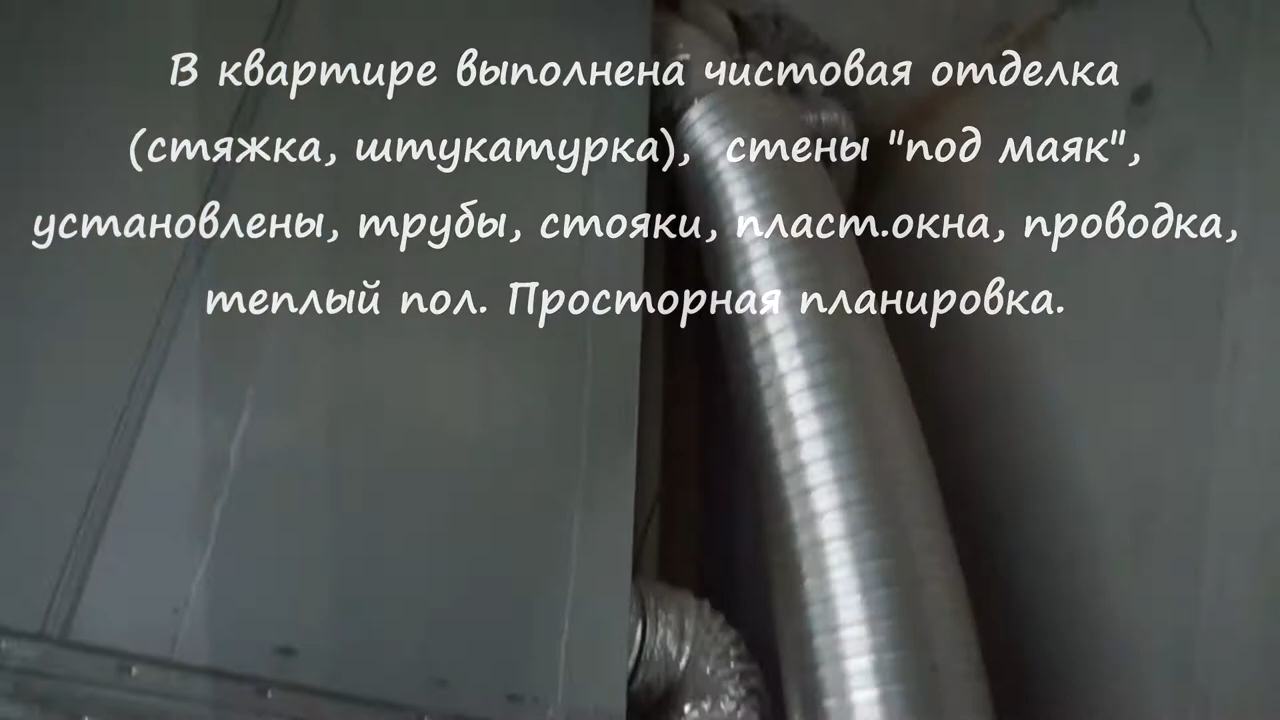 В квартире выполнена чистовая отделка
(стяжка, штукатурка),  стены "под маяк",
установлены, трубы, стояки, пласт.окна, проводка,
теплый пол. Просторная планировка.